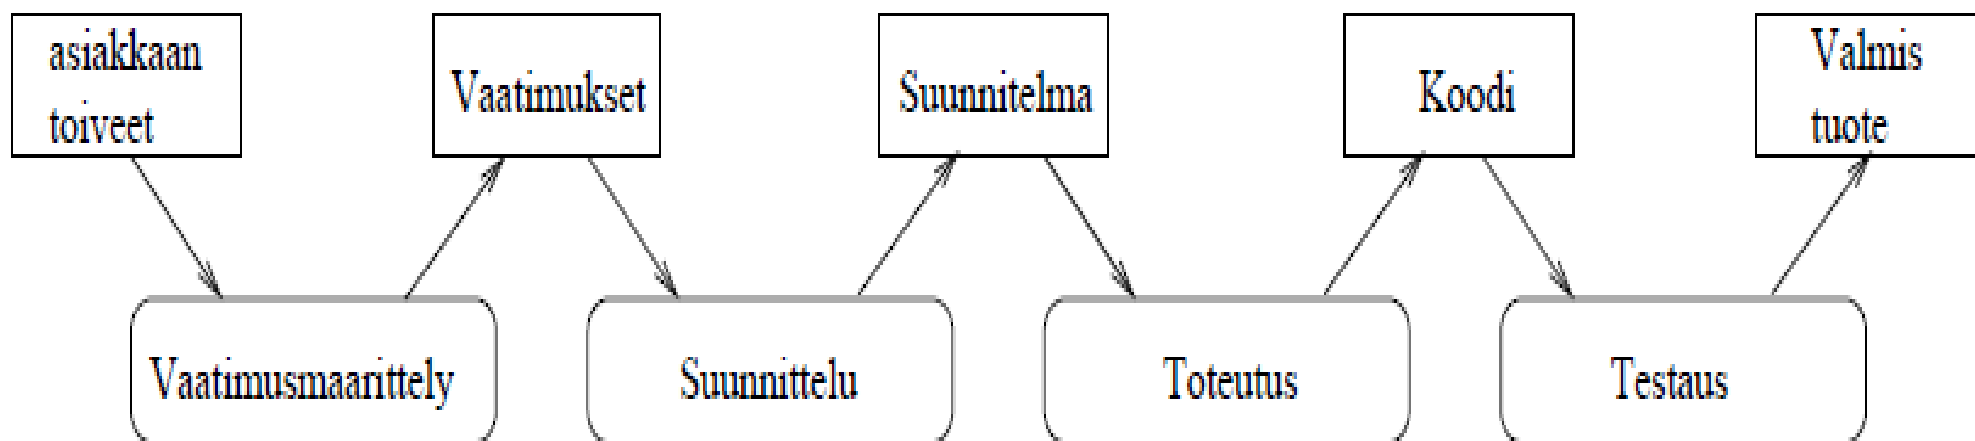 asiakkaan
toiveet
Vaatimukset
Suunnitelma
Koodi
Valmis
tuote
Vaatimusmaarittely
Suunnittelu
Toteutus
Testaus